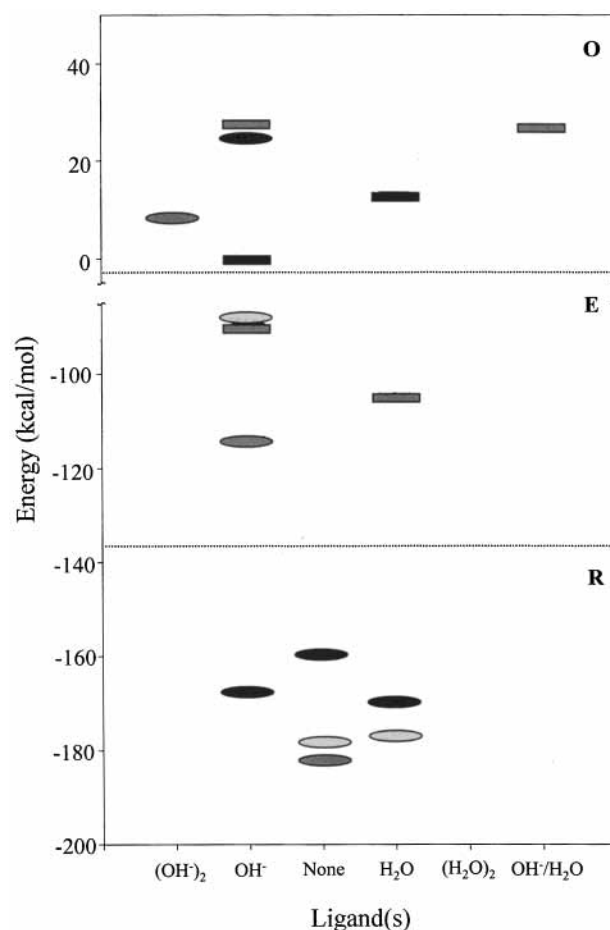 O
40
20
0
E
-100
-120
-140
R
-160
-180
-200
Energy (kcal/mol)
(OH⁻)₂ OH⁻ None H₂O (H₂O)₂ OH⁻/H₂O
Ligand(s)